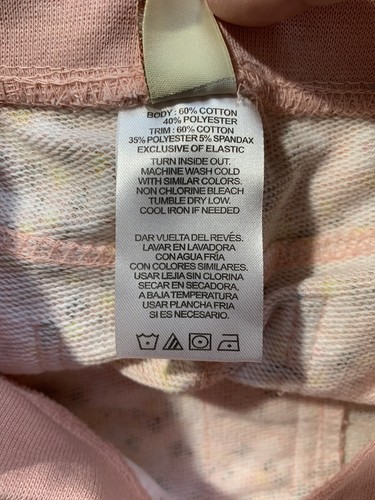 BODY : 60% COTTON
40% POLYESTER
TRIM : 60% COTTON
35% POLYESTER 5% SPANDAX
EXCLUSIVE OF ELASTIC
TURN INSIDE OUT.
MACHINE WASH COLD
WITH SIMILAR COLORS.
NON CHLORINE BLEACH
TUMBLE DRY LOW.
COOL IRON IF NEEDED
DAR VUELTA DEL REVÉS.
LAVAR EN LAVADORA
CON AGUA FRÍA
CON COLORES SIMILARES.
USAR LEJIA SIN CLORINA
SECAR EN SECADORA,
A BAJA TEMPERATURA
USAR PLANCHA FRIA
SI ES NECESARIO.